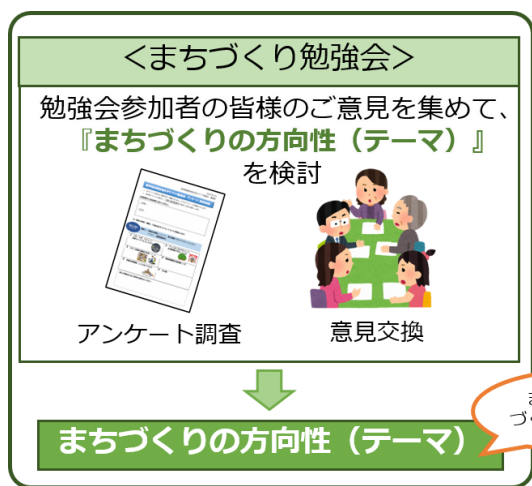 ＜まちづくり勉強会＞
勉強会参加者の皆様のご意見を集めて、
『まちづくりの方向性（テーマ）』
を検討
アンケート調査
意見交換
まちづくりの方向性（テーマ）
づく